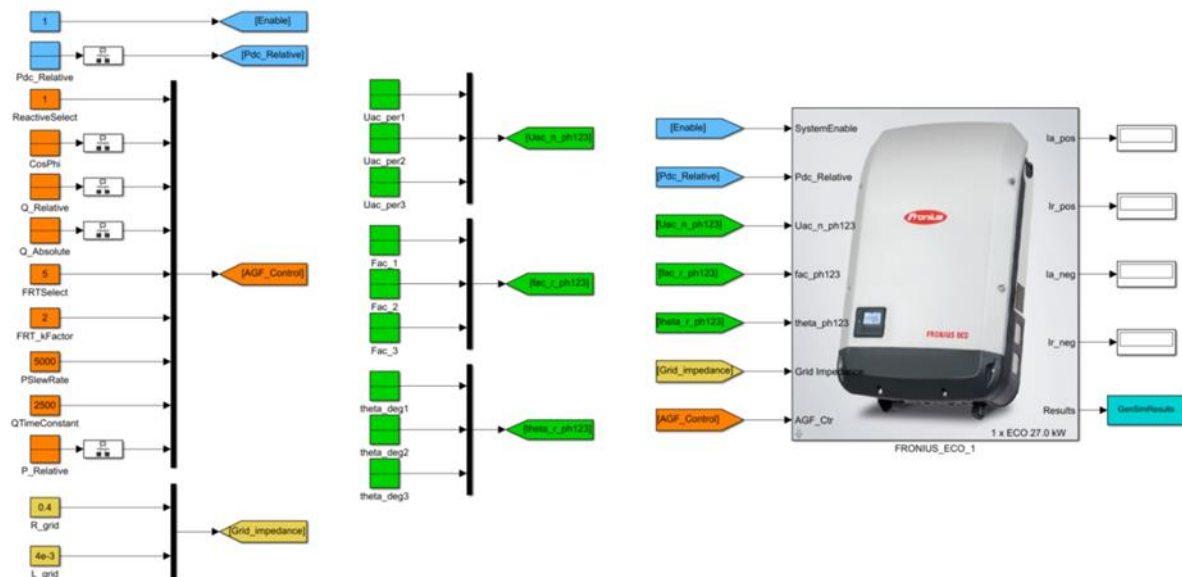 1
[Enable]
Pdc_Relative
[Pdc_Relative]
1
ReactiveSelect
CosPhi
Q_Relative
Q_Absolute
5
FRTSelect
2
FRT_kFactor
5000
PSlewRate
2500
QTimeConstant
P_Relative
[AGF_Control]
0.4
R_grid
4e-3
L_grid
[Grid_impedance]
Uac_per1
Uac_per2
Uac_per3
[Uac_n_ph123]
Fac_1
Fac_2
Fac_3
[fac_r_ph123]
theta_deg1
theta_deg2
theta_deg3
[theta_r_ph123]
[Enable]
[Pdc_Relative]
[Uac_n_ph123]
[fac_r_ph123]
[theta_r_ph123]
[Grid_impedance]
[AGF_Control]
SystemEnable
Pdc_Relative
Uac_n_ph123
fac_ph123
theta_ph123
Grid Impedance
AGF_Ctr
Fronius
FRONIUS ECO
1 x ECO 27.0 kW
FRONIUS_ECO_1
Ia_pos
Ir_pos
Ia_neg
Ir_neg
Results
GenSimResults